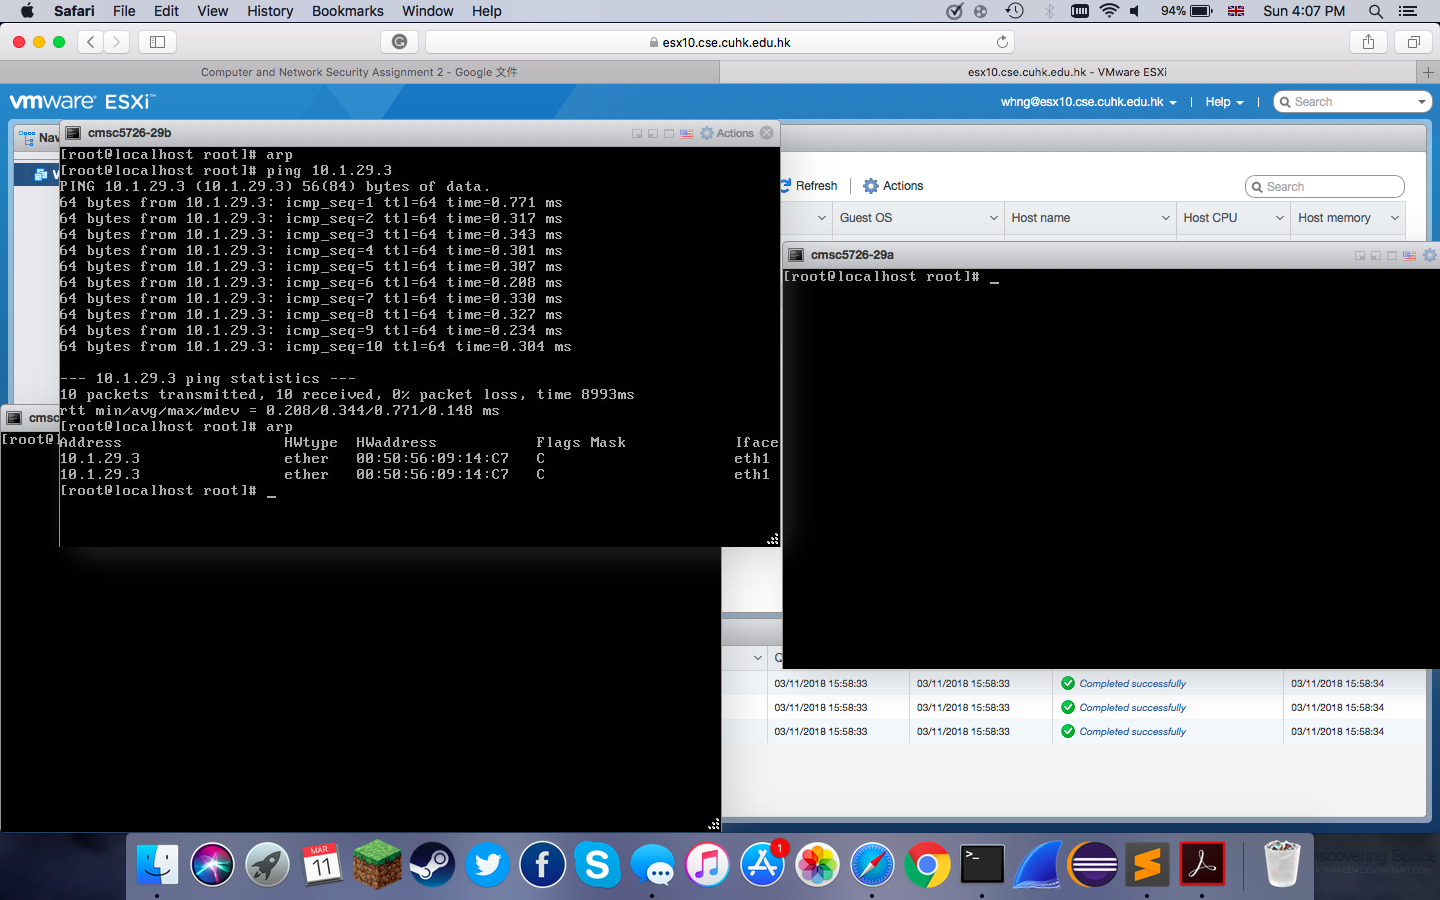 Safari File Edit View History Bookmarks Window Help 94% Sun 4:07 PM
esx10.cse.cuhk.edu.hk
Computer and Network Security Assignment 2 - Google 文件
esx10.cse.cuhk.edu.hk - VMware ESXi
vmware ESXi™
whng@esx10.cse.cuhk.edu.hk | Help | Search
Nav
cmsc5726-29b
Actions
[root@localhost root]# arp
[root@localhost root]# ping 10.1.29.3
PING 10.1.29.3 (10.1.29.3) 56(84) bytes of data.
64 bytes from 10.1.29.3: icmp_seq=1 ttl=64 time=0.771 ms
64 bytes from 10.1.29.3: icmp_seq=2 ttl=64 time=0.317 ms
64 bytes from 10.1.29.3: icmp_seq=3 ttl=64 time=0.343 ms
64 bytes from 10.1.29.3: icmp_seq=4 ttl=64 time=0.301 ms
64 bytes from 10.1.29.3: icmp_seq=5 ttl=64 time=0.307 ms
64 bytes from 10.1.29.3: icmp_seq=6 ttl=64 time=0.208 ms
64 bytes from 10.1.29.3: icmp_seq=7 ttl=64 time=0.330 ms
64 bytes from 10.1.29.3: icmp_seq=8 ttl=64 time=0.327 ms
64 bytes from 10.1.29.3: icmp_seq=9 ttl=64 time=0.234 ms
64 bytes from 10.1.29.3: icmp_seq=10 ttl=64 time=0.304 ms
--- 10.1.29.3 ping statistics ---
10 packets transmitted, 10 received, 0% packet loss, time 8993ms
rtt min/avg/max/mdev = 0.208/0.344/0.771/0.148 ms
[root@localhost root]# arp
Address HWtype HWaddress Flags Mask Iface
10.1.29.3 ether 00:50:56:09:14:C7 C eth1
10.1.29.3 ether 00:50:56:09:14:C7 C eth1
[root@localhost root]# _
Refresh | Actions
Search
Guest OS Host name Host CPU Host memory
cmsc5726-29a
[root@localhost root]# _
cmsc
[root@l
03/11/2018 15:58:33 03/11/2018 15:58:33 Completed successfully 03/11/2018 15:58:34
03/11/2018 15:58:33 03/11/2018 15:58:33 Completed successfully 03/11/2018 15:58:34
03/11/2018 15:58:33 03/11/2018 15:58:33 Completed successfully 03/11/2018 15:58:34
MAR
11
1